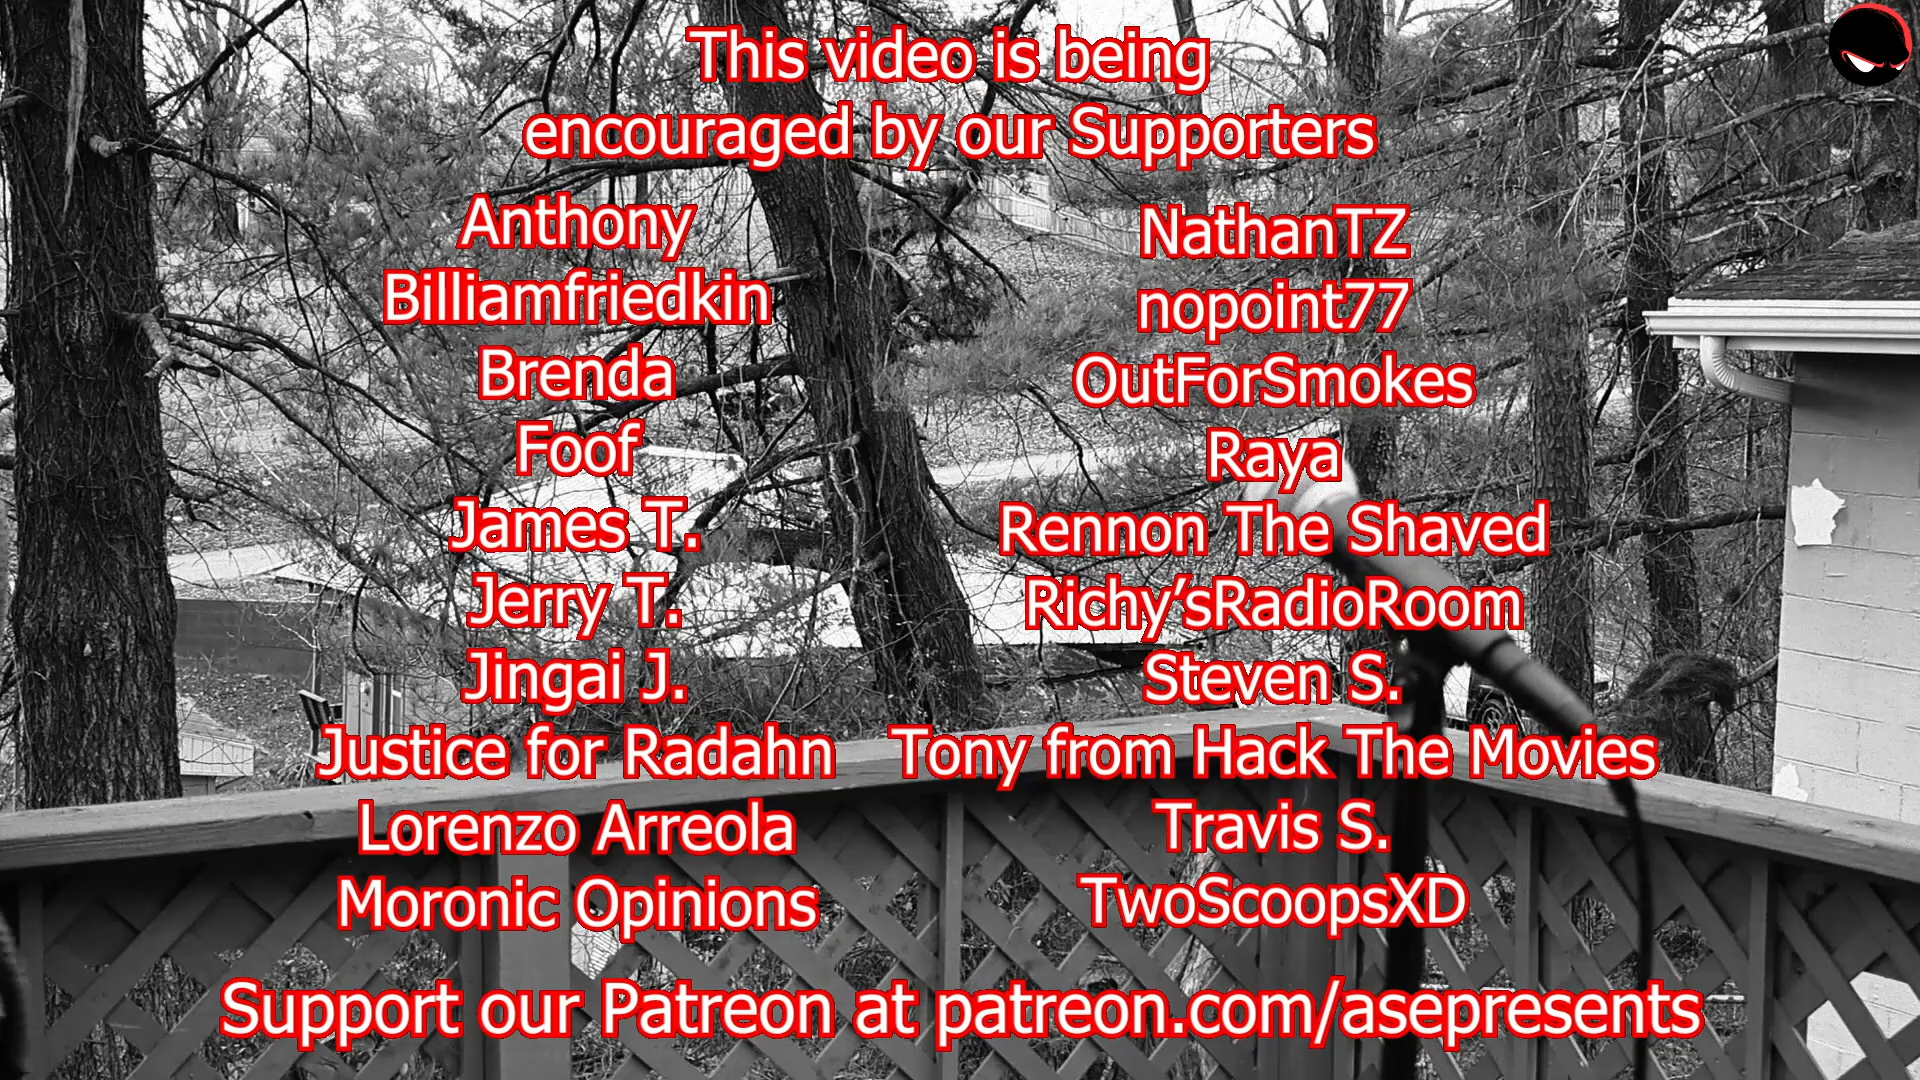 This video is being
encouraged by our Supporters
Anthony
Billiamfriedkin
Brenda
Foof
James T.
Jerry T.
Jingai J.
Justice for Radahn
Lorenzo Arreola
Moronic Opinions
NathanTZ
nopoint77
OutForSmokes
Raya
Rennon The Shaved
Richy’sRadioRoom
Steven S.
Tony from Hack The Movies
Travis S.
TwoScoopsXD
Support our Patreon at patreon.com/asepresents